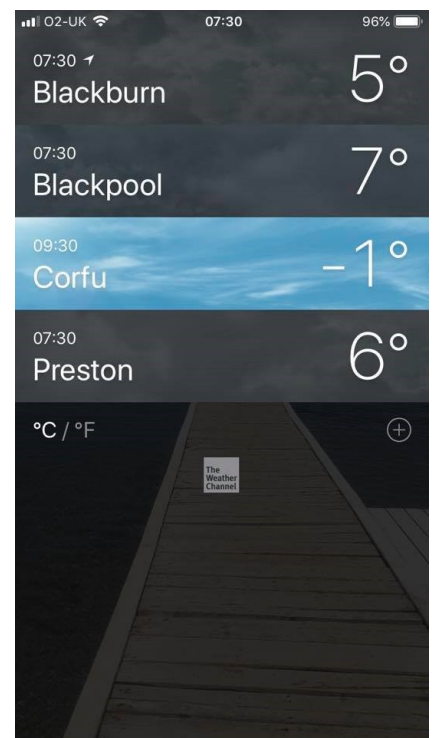 O2-UK 07:30 96%
07:30
Blackburn 5°
07:30
Blackpool 7°
09:30
Corfu -1°
07:30
Preston 6°
°C / °F
The
Weather
Channel